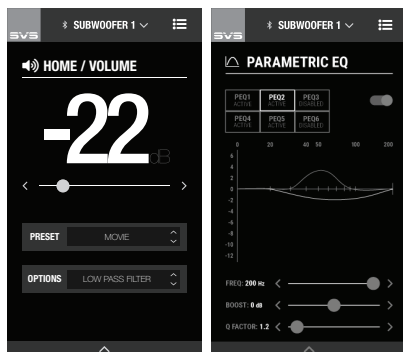 SVS
SUBWOOFER 1
HOME / VOLUME
-22
dB
PRESET MOVIE
OPTIONS LOW PASS FILTER
SVS
SUBWOOFER 1
PARAMETRIC EQ
PEQ1 PEQ2 PEQ3
ACTIVE ACTIVE DISABLED
PEQ4 PEQ5 PEQ6
ACTIVE ACTIVE DISABLED
0 20 40 50 100 200
6
4
2
0
-2
-4
-6
-8
-10
-12
FREQ: 200 Hz
BOOST: 0 dB
Q FACTOR: 1.2